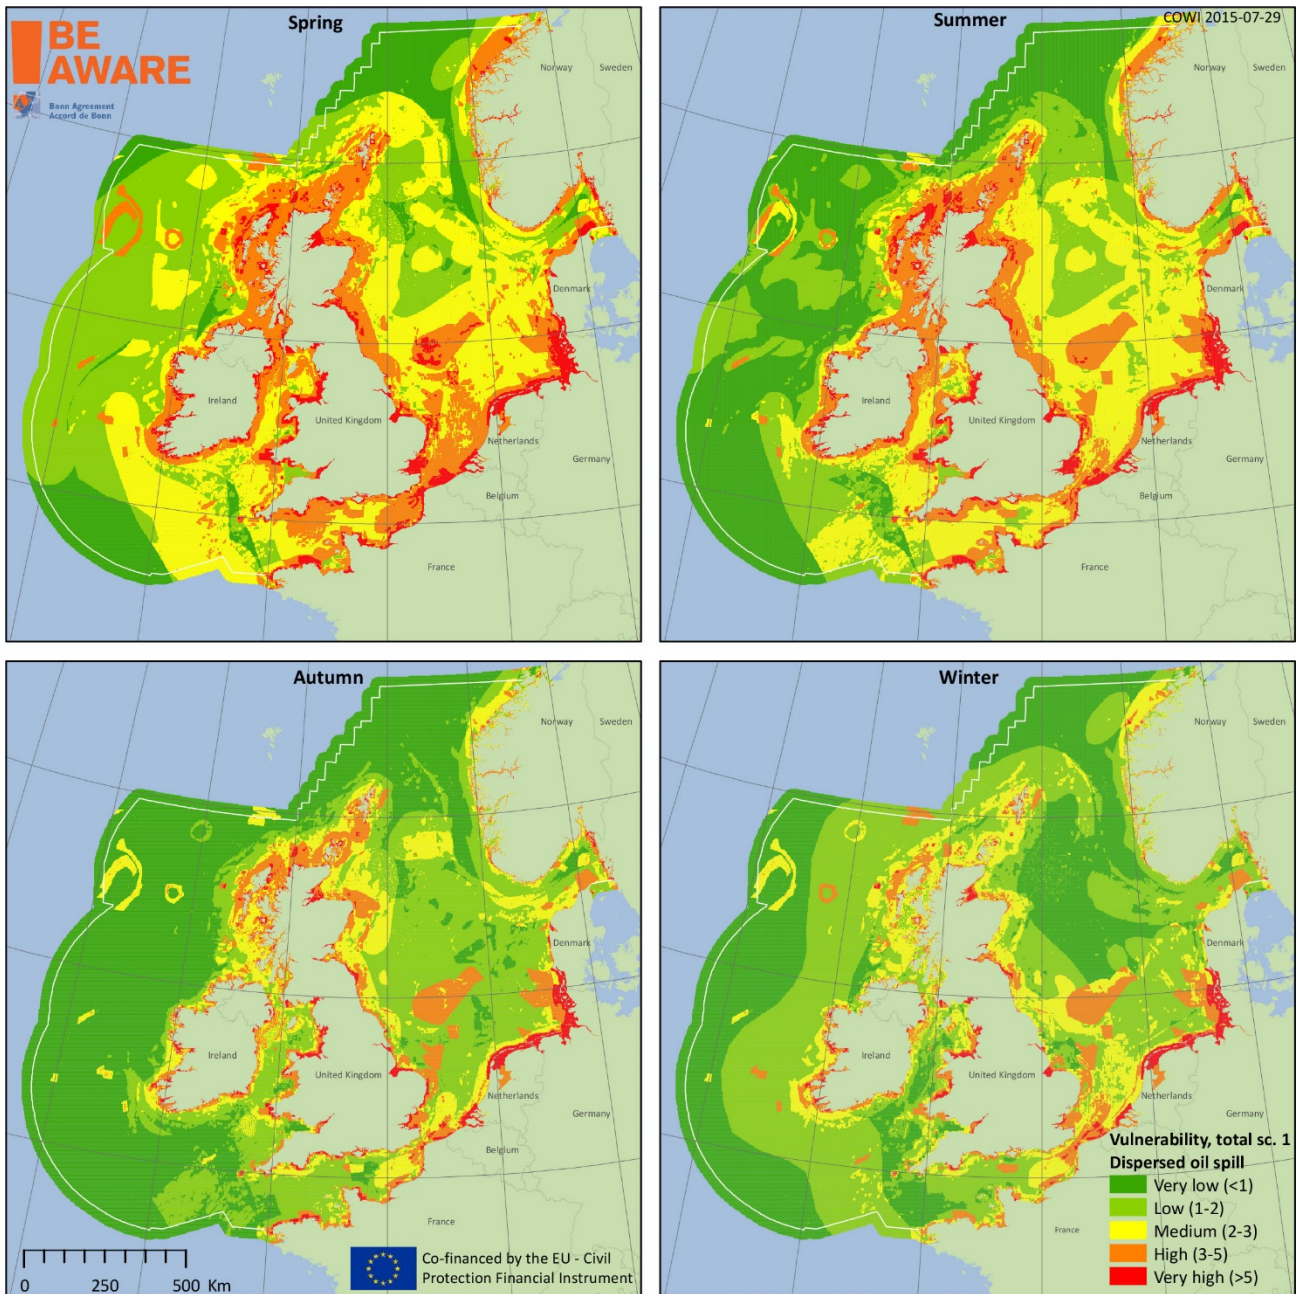 Spring
BE
AWARE
Bonn Agreement
Accord de Bonn
Norway
Sweden
Denmark
Ireland
United Kingdom
Netherlands
Germany
Belgium
France
Summer
COWI 2015-07-29
Norway
Sweden
Denmark
Ireland
United Kingdom
Netherlands
Germany
Belgium
France
Autumn
Norway
Sweden
Denmark
Ireland
United Kingdom
Netherlands
Germany
Belgium
France
0 250 500 Km
Co-financed by the EU - Civil
Protection Financial Instrument
Winter
Norway
Sweden
Denmark
Ireland
United Kingdom
Netherlands
Germany
Belgium
France
Vulnerability, total sc. 1
Dispersed oil spill
Very low (<1)
Low (1-2)
Medium (2-3)
High (3-5)
Very high (>5)